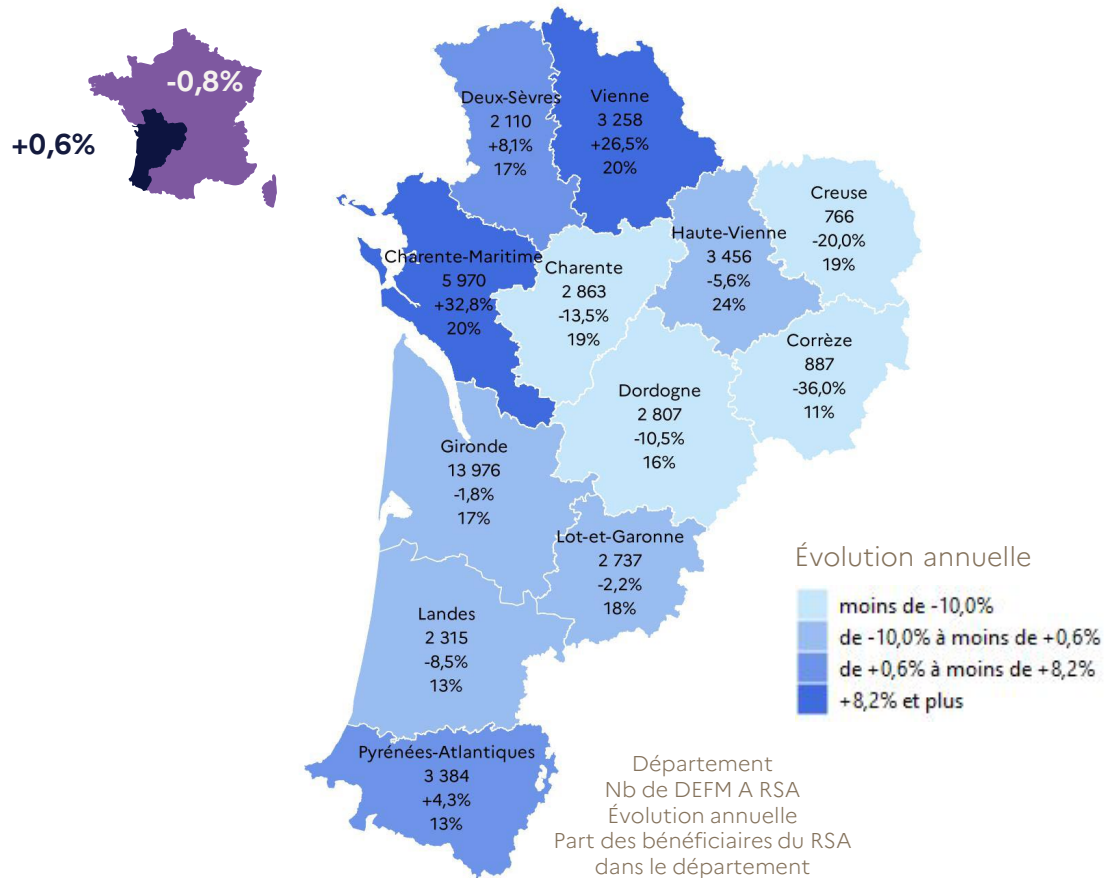 -0,8%
+0,6%
Deux-Sèvres
2 110
+8,1%
17%
Vienne
3 258
+26,5%
20%
Creuse
766
-20,0%
19%
Haute-Vienne
3 456
-5,6%
24%
Charente-Maritime
5 970
+32,8%
20%
Charente
2 863
-13,5%
19%
Corrèze
887
-36,0%
11%
Dordogne
2 807
-10,5%
16%
Gironde
13 976
-1,8%
17%
Lot-et-Garonne
2 737
-2,2%
18%
Landes
2 315
-8,5%
13%
Pyrénées-Atlantiques
3 384
+4,3%
13%
Évolution annuelle
moins de -10,0%
de -10,0% à moins de +0,6%
de +0,6% à moins de +8,2%
+8,2% et plus
Département
Nb de DEFM A RSA
Évolution annuelle
Part des bénéficiaires du RSA
dans le département